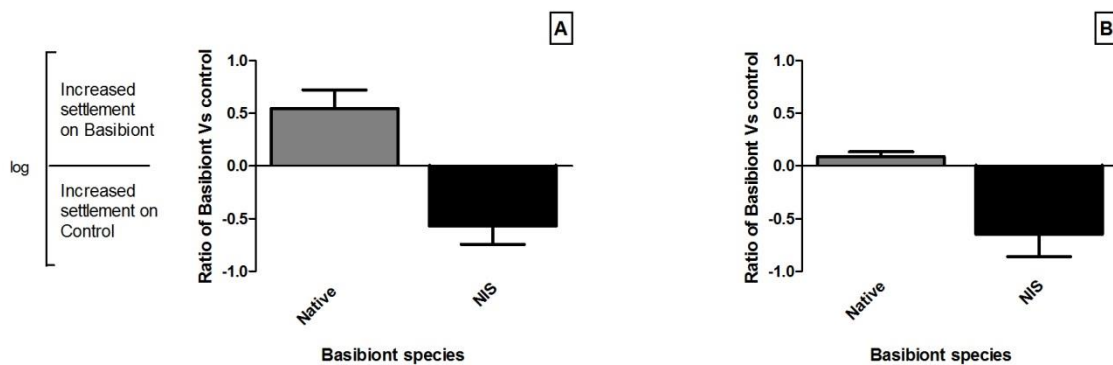 A
B
log
Increased
settlement
on Basibiont
Increased
settlement on
Control
Ratio of Basibiont Vs control
1.0
0.5
0.0
-0.5
-1.0
Native
NIS
Basibiont species
Ratio of Basibiont Vs control
1.0
0.5
0.0
-0.5
-1.0
Native
NIS
Basibiont species